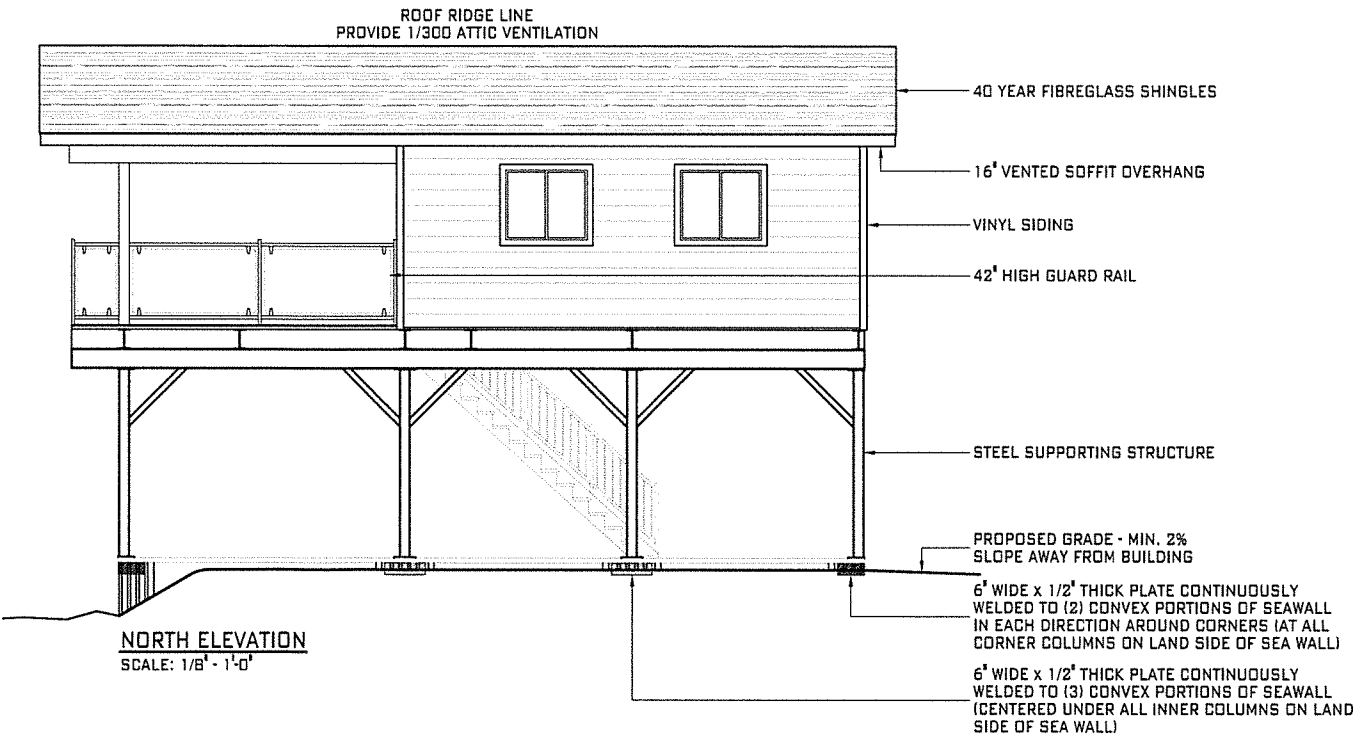 ROOF RIDGE LINE
PROVIDE 1/300 ATTIC VENTILATION
40 YEAR FIBREGLASS SHINGLES
16" VENTED SOFFIT OVERHANG
VINYL SIDING
42" HIGH GUARD RAIL
STEEL SUPPORTING STRUCTURE
PROPOSED GRADE - MIN. 2%
SLOPE AWAY FROM BUILDING
6" WIDE x 1/2" THICK PLATE CONTINUOUSLY
WELDED TO (2) CONVEX PORTIONS OF SEAWALL
IN EACH DIRECTION AROUND CORNERS (AT ALL
CORNER COLUMNS ON LAND SIDE OF SEA WALL)
6" WIDE x 1/2" THICK PLATE CONTINUOUSLY
WELDED TO (3) CONVEX PORTIONS OF SEAWALL
(CENTERED UNDER ALL INNER COLUMNS ON LAND
SIDE OF SEA WALL)
NORTH ELEVATION
SCALE: 1/8" - 1'-0"